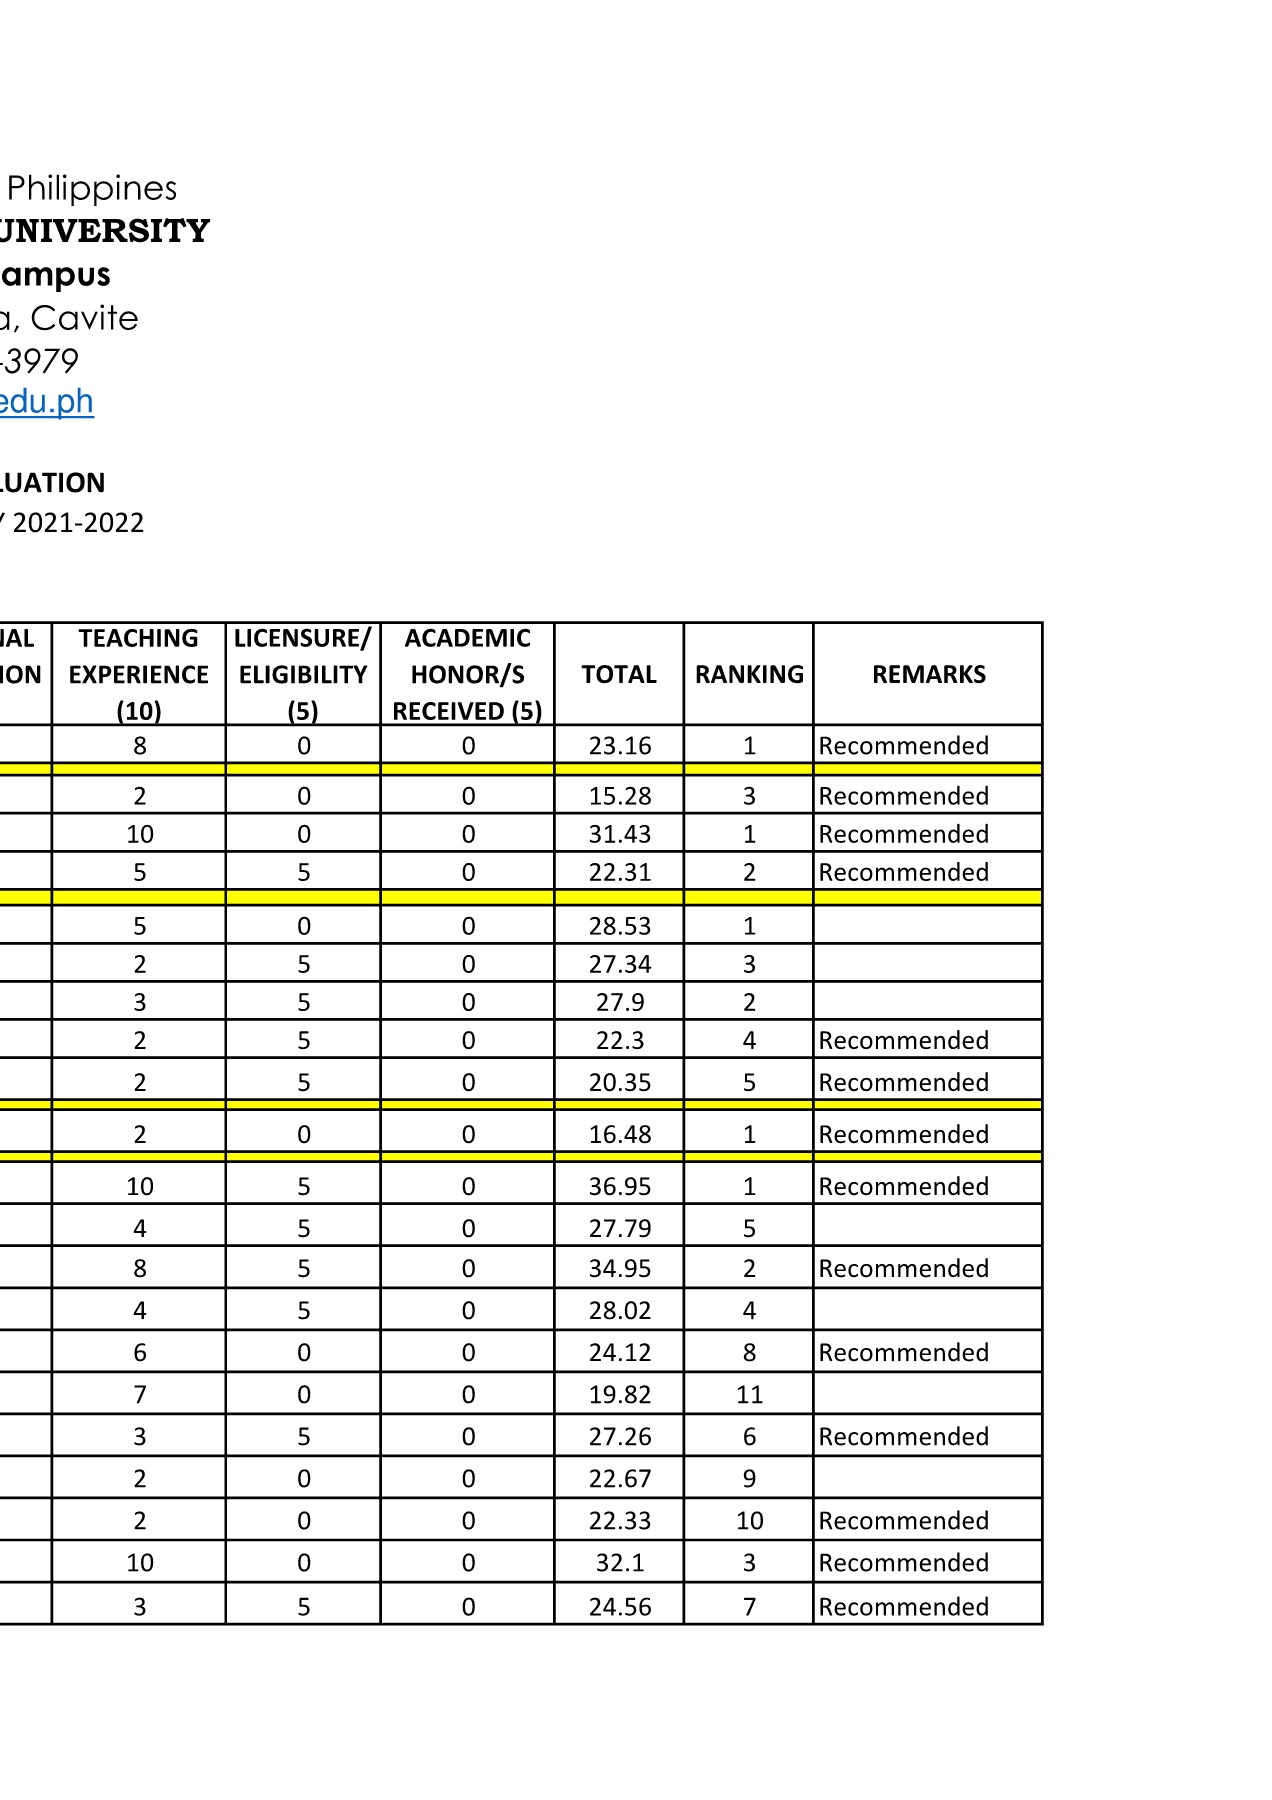 Philippines
UNIVERSITY
ampus
a, Cavite
-3979
edu.ph
LUATION
Y 2021-2022
NAL TEACHING LICENSURE/ ACADEMIC
ION EXPERIENCE ELIGIBILITY HONOR/S TOTAL RANKING REMARKS
(10) (5) RECEIVED (5)
8 0 0 23.16 1 Recommended
2 0 0 15.28 3 Recommended
10 0 0 31.43 1 Recommended
5 5 0 22.31 2 Recommended
5 0 0 28.53 1
2 5 0 27.34 3
3 5 0 27.9 2
2 5 0 22.3 4 Recommended
2 5 0 20.35 5 Recommended
2 0 0 16.48 1 Recommended
10 5 0 36.95 1 Recommended
4 5 0 27.79 5
8 5 0 34.95 2 Recommended
4 5 0 28.02 4
6 0 0 24.12 8 Recommended
7 0 0 19.82 11
3 5 0 27.26 6 Recommended
2 0 0 22.67 9
2 0 0 22.33 10 Recommended
10 0 0 32.1 3 Recommended
3 5 0 24.56 7 Recommended